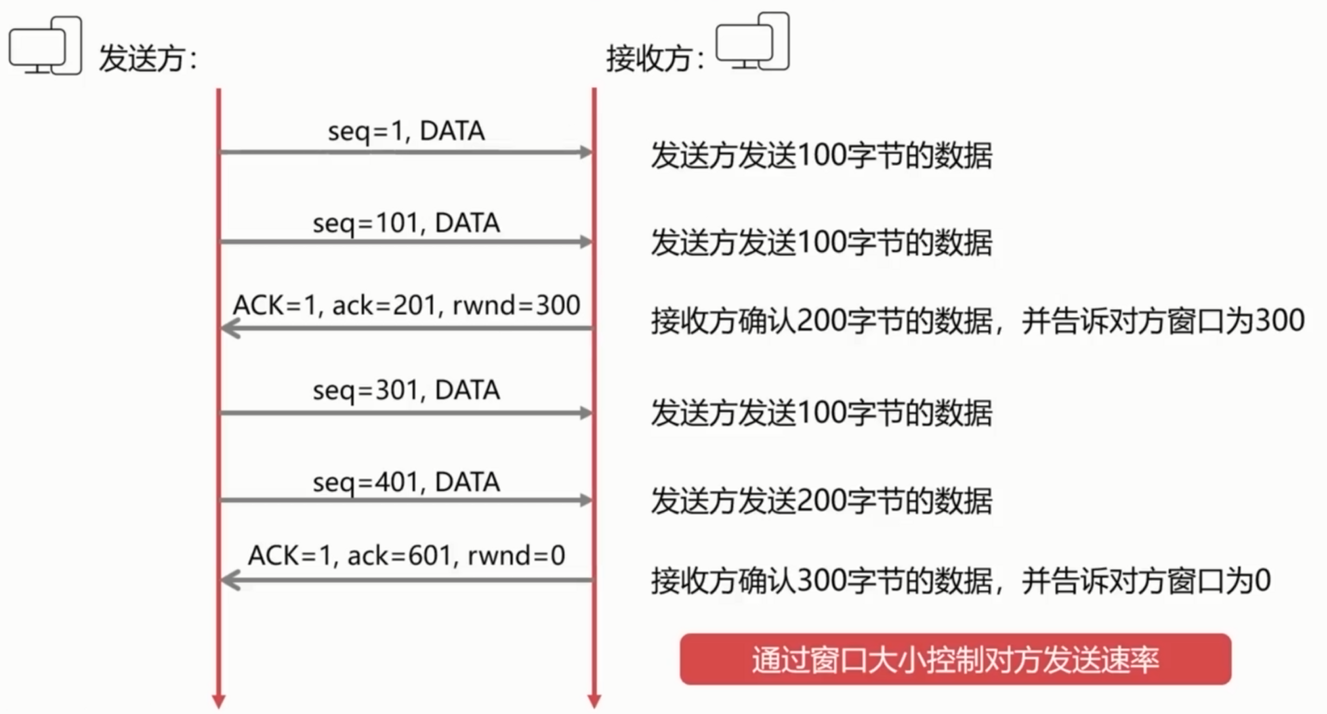 发送方：
接收方：
seq=1, DATA
发送方发送100字节的数据
seq=101, DATA
发送方发送100字节的数据
ACK=1, ack=201, rwnd=300
接收方确认200字节的数据，并告诉对方窗口为300
seq=301, DATA
发送方发送100字节的数据
seq=401, DATA
发送方发送200字节的数据
ACK=1, ack=601, rwnd=0
接收方确认300字节的数据，并告诉对方窗口为0
通过窗口大小控制对方发送速率